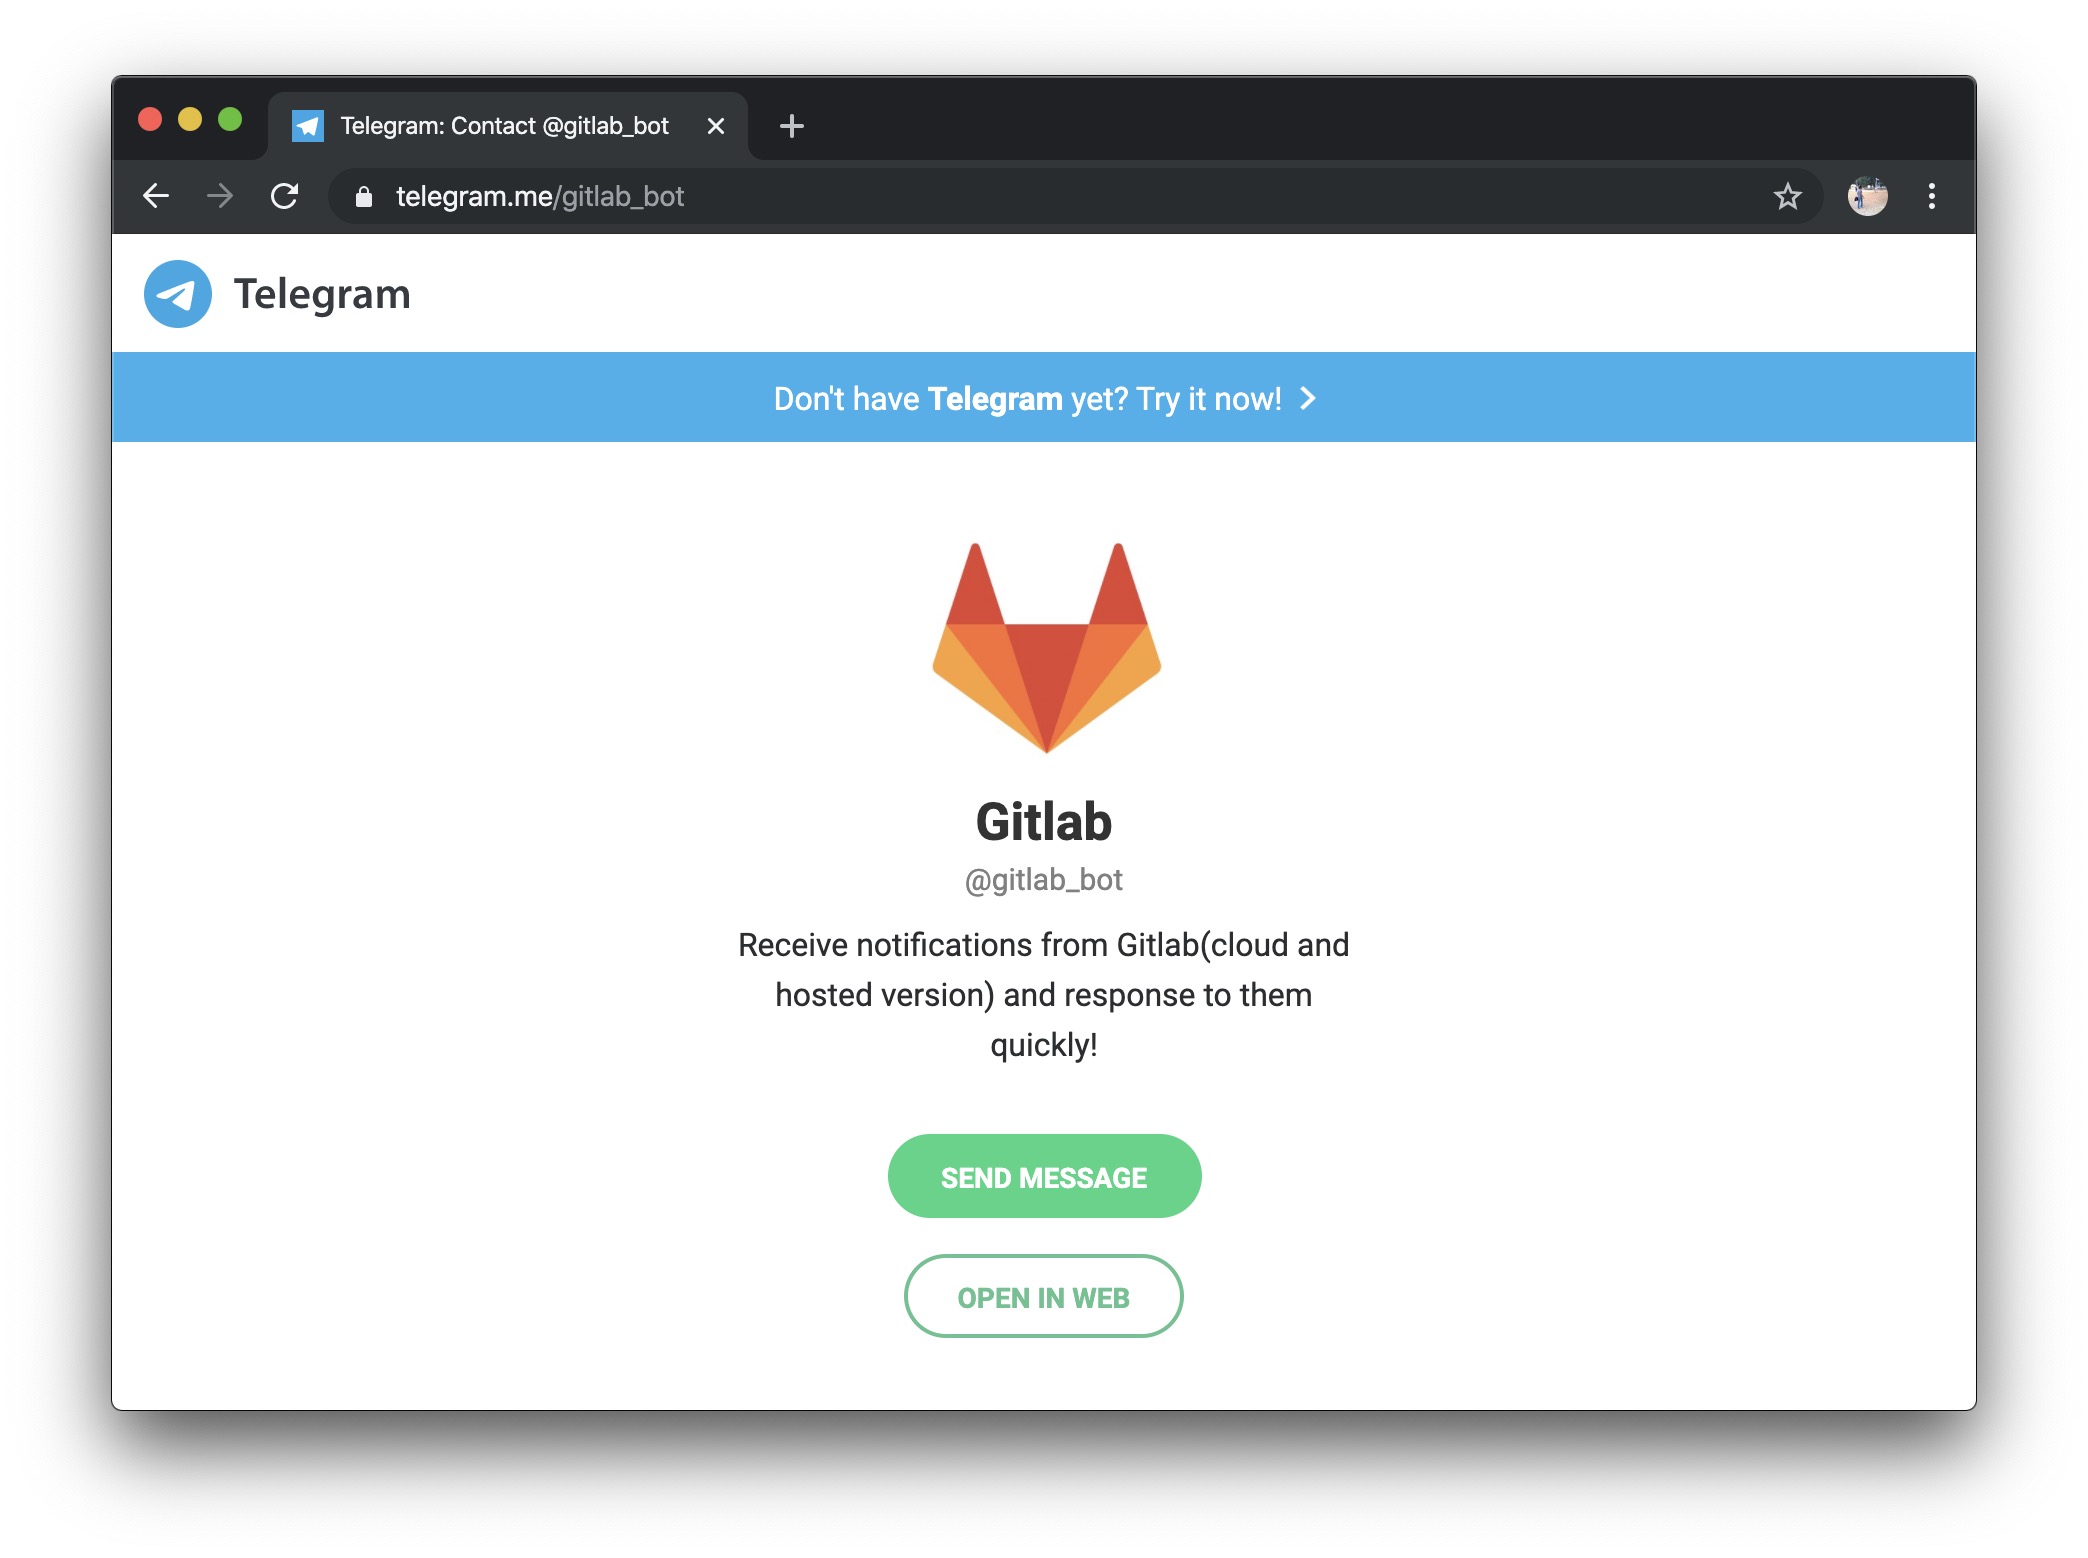 Telegram: Contact @gitlab_bot
telegram.me/gitlab_bot
Telegram
Don't have Telegram yet? Try it now!
Gitlab
@gitlab_bot
Receive notifications from Gitlab(cloud and
hosted version) and response to them
quickly!
SEND MESSAGE
OPEN IN WEB